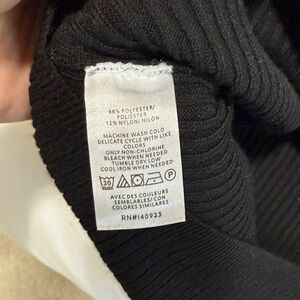 88% POLYESTER/
POLIESTER
12% NYLON/NILON
MACHINE WASH COLD
DELICATE CYCLE WITH LIKE
COLORS
ONLY NON-CHLORINE
BLEACH WHEN NEEDED
TUMBLE DRY LOW
COOL IRON WHEN NEEDED
30 P
AVEC DES COULEURS
SEMBLABLES/ CON
COLORES SIMILARES
RN#140923